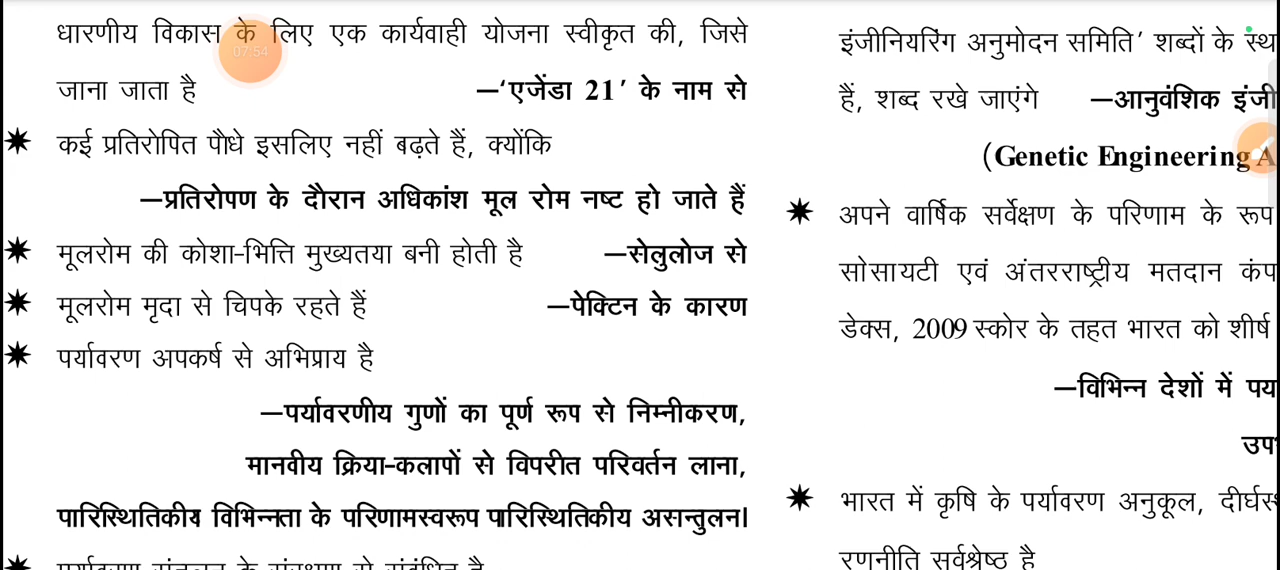 धारणीय विकास के लिए एक कार्यवाही योजना स्वीकृत की, जिसे
जाना जाता है —‘एजेंडा 21’ के नाम से
✷ कई प्रतिरोपित पौधे इसलिए नहीं बढ़ते हैं, क्योंकि
—प्रतिरोपण के दौरान अधिकांश मूल रोम नष्ट हो जाते हैं
✷ मूलरोम की कोशा-भित्ति मुख्यतया बनी होती है —सेलुलोज से
✷ मूलरोम मृदा से चिपके रहते हैं —पेक्टिन के कारण
✷ पर्यावरण अपकर्ष से अभिप्राय है
—पर्यावरणीय गुणों का पूर्ण रूप से निम्नीकरण,
मानवीय क्रिया-कलापों से विपरीत परिवर्तन लाना,
पारिस्थितिकीय विभिन्नता के परिणामस्वरूप पारिस्थितिकीय असन्तुलन।
07:54
इंजीनियरिंग अनुमोदन समिति’ शब्दों के
हैं, शब्द रखे जाएंगे —आनुवंशिक
(Genetic Engineering
✷ अपने वार्षिक सर्वेक्षण के परिणाम के रूप
सोसायटी एवं अंतरराष्ट्रीय मतदान
डेक्स, 2009 स्कोर के तहत भारत को शीर्ष
—विभिन्न देशों में
✷ भारत में कृषि के पर्यावरण अनुकूल,
रणनीति सर्वश्रेष्ठ है